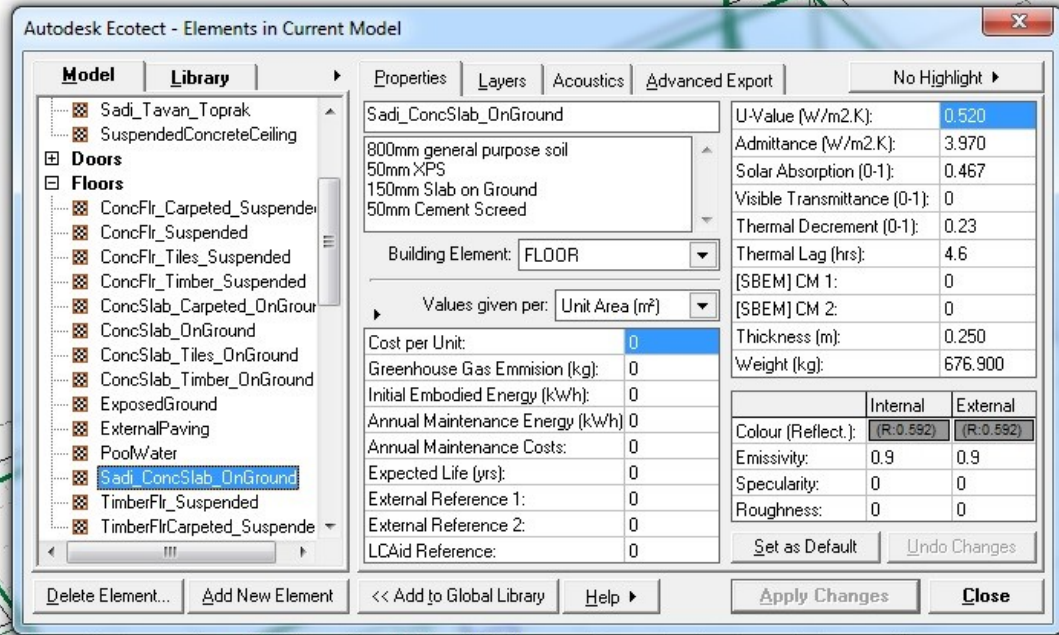 Autodesk Ecotect - Elements in Current Model
x
Model
Library
Sadi_Tavan_Toprak
SuspendedConcreteCeiling
Doors
Floors
ConcFlr_Carpeted_Suspende
ConcFlr_Suspended
ConcFlr_Tiles_Suspended
ConcFlr_Timber_Suspended
ConcSlab_Carpeted_OnGroun
ConcSlab_OnGround
ConcSlab_Tiles_OnGround
ConcSlab_Timber_OnGround
ExposedGround
ExternalPaving
PoolWater
Sadi_ConcSlab_OnGround
TimberFlr_Suspended
TimberFlrCarpeted_Suspende
Delete Element...
Add New Element
Properties
Layers
Acoustics
Advanced Export
No Highlight
Sadi_ConcSlab_OnGround
800mm general purpose soil
50mm XPS
150mm Slab on Ground
50mm Cement Screed
Building Element: FLOOR
Values given per: Unit Area (m²)
Cost per Unit: 0
Greenhouse Gas Emmision (kg): 0
Initial Embodied Energy (kWh): 0
Annual Maintenance Energy (kWh) 0
Annual Maintenance Costs: 0
Expected Life (yrs): 0
External Reference 1: 0
External Reference 2: 0
LCAid Reference: 0
<< Add to Global Library
Help
U-Value (W/m2.K): 0.520
Admittance (W/m2.K): 3.970
Solar Absorption (0-1): 0.467
Visible Transmittance (0-1): 0
Thermal Decrement (0-1): 0.23
Thermal Lag (hrs): 4.6
[SBEM] CM 1: 0
[SBEM] CM 2: 0
Thickness (m): 0.250
Weight (kg): 676.900
Internal External
Colour (Reflect.): (R:0.592) (R:0.592)
Emissivity: 0.9 0.9
Specularity: 0 0
Roughness: 0 0
Set as Default
Undo Changes
Apply Changes
Close